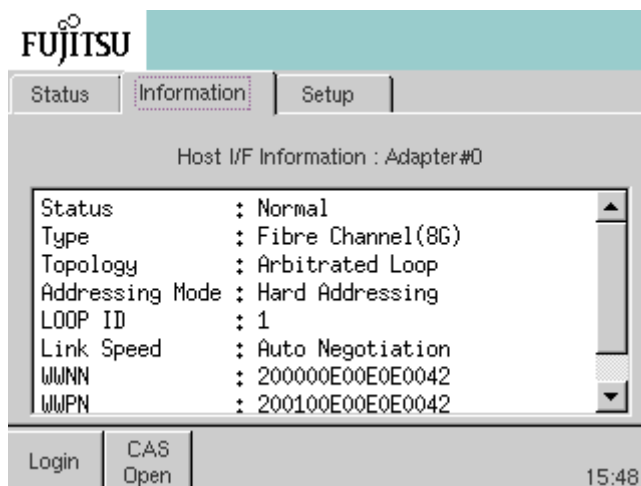 FUJITSU
Status Information Setup
Host I/F Information : Adapter#0
Status : Normal
Type : Fibre Channel(8G)
Topology : Arbitrated Loop
Addressing Mode : Hard Addressing
LOOP ID : 1
Link Speed : Auto Negotiation
WWNN : 200000E00E0E0042
WWPN : 200100E00E0E0042
Login CAS
Open
15:48